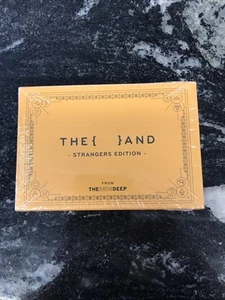 THE { } AND
- STRANGERS EDITION -
FROM
THESKINDEEP